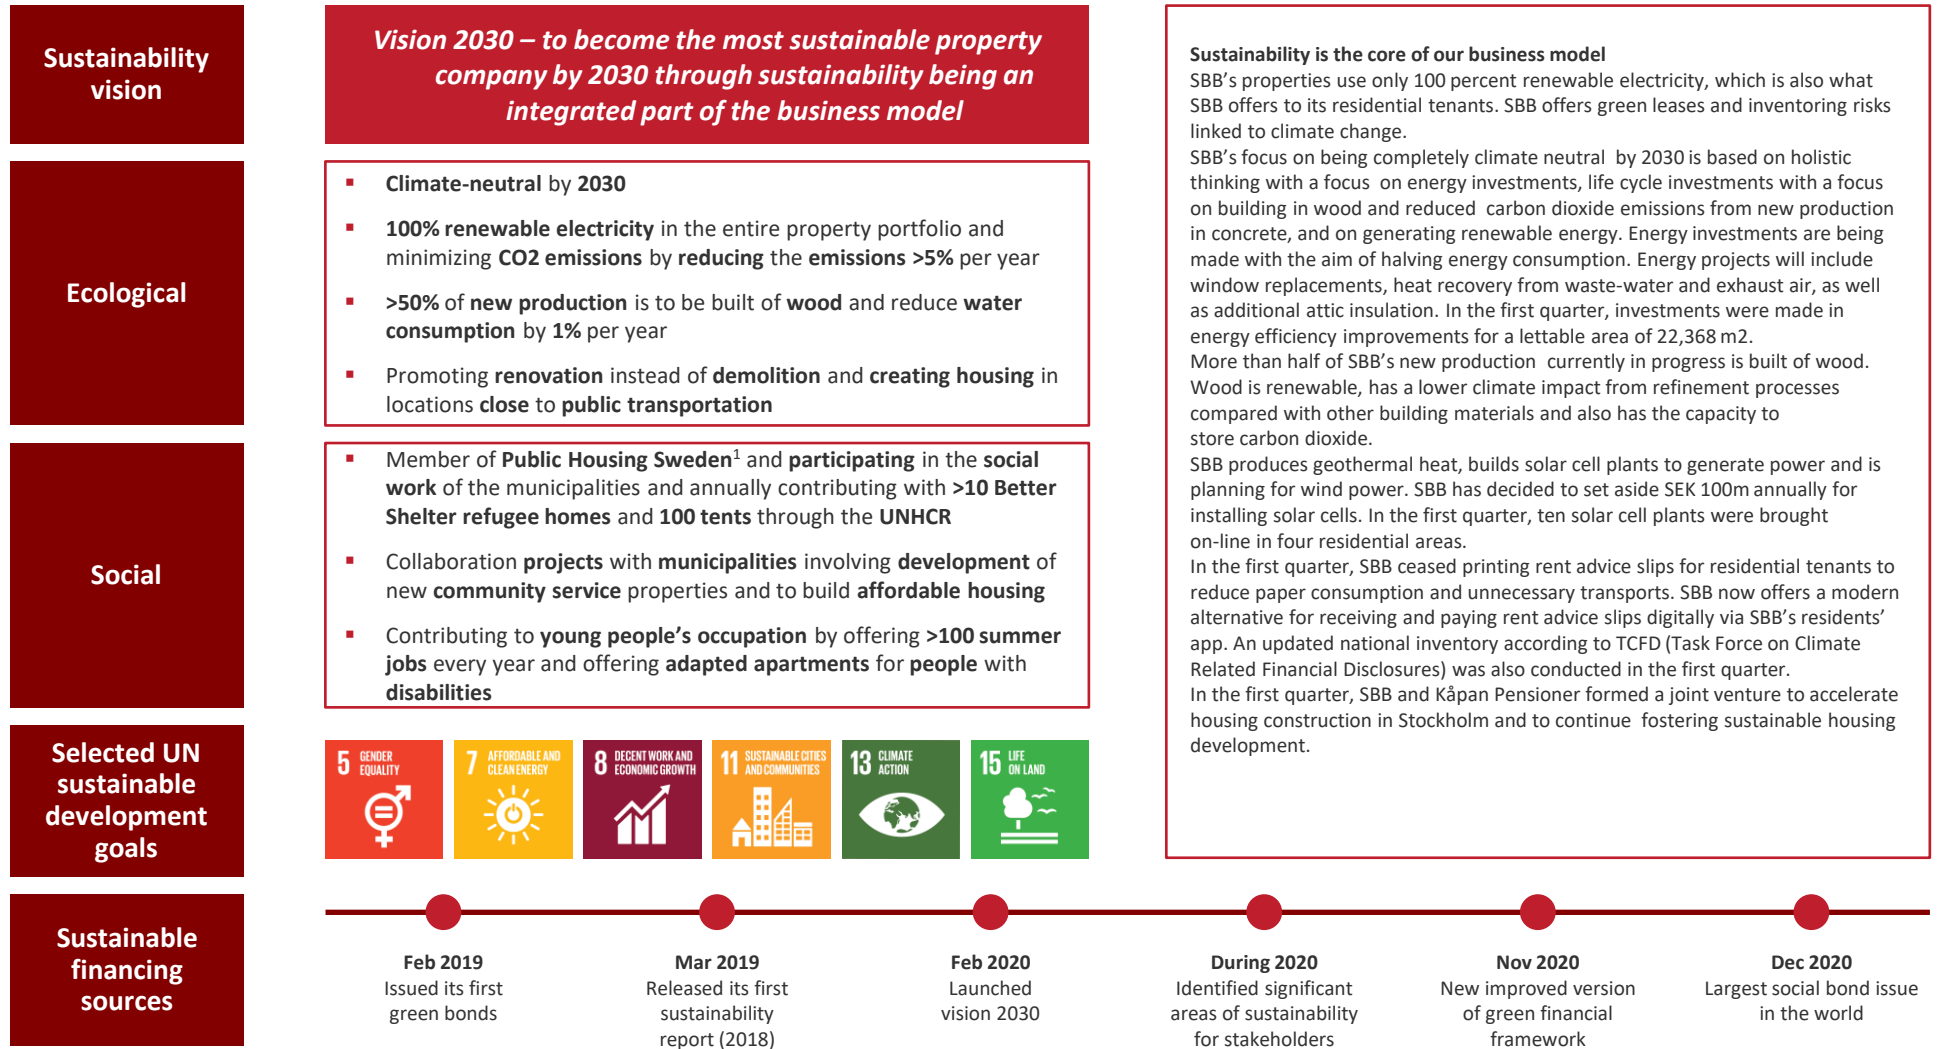 Sustainability
vision
Vision 2030 – to become the most sustainable property
company by 2030 through sustainability being an
integrated part of the business model
Ecological
▪ Climate-neutral by 2030
▪ 100% renewable electricity in the entire property portfolio and
minimizing CO2 emissions by reducing the emissions >5% per year
▪ >50% of new production is to be built of wood and reduce water
consumption by 1% per year
▪ Promoting renovation instead of demolition and creating housing in
locations close to public transportation
Social
▪ Member of Public Housing Sweden¹ and participating in the social
work of the municipalities and annually contributing with >10 Better
Shelter refugee homes and 100 tents through the UNHCR
▪ Collaboration projects with municipalities involving development of
new community service properties and to build affordable housing
▪ Contributing to young people’s occupation by offering >100 summer
jobs every year and offering adapted apartments for people with
disabilities
Selected UN
sustainable
development
goals
5 GENDER
EQUALITY
7 AFFORDABLE AND
CLEAN ENERGY
8 DECENT WORK AND
ECONOMIC GROWTH
11 SUSTAINABLE CITIES
AND COMMUNITIES
13 CLIMATE
ACTION
15 LIFE
ON LAND
Sustainability is the core of our business model
SBB’s properties use only 100 percent renewable electricity, which is also what
SBB offers to its residential tenants. SBB offers green leases and inventoring risks
linked to climate change.
SBB’s focus on being completely climate neutral by 2030 is based on holistic
thinking with a focus on energy investments, life cycle investments with a focus
on building in wood and reduced carbon dioxide emissions from new production
in concrete, and on generating renewable energy. Energy investments are being
made with the aim of halving energy consumption. Energy projects will include
window replacements, heat recovery from waste-water and exhaust air, as well
as additional attic insulation. In the first quarter, investments were made in
energy efficiency improvements for a lettable area of 22,368 m2.
More than half of SBB’s new production currently in progress is built of wood.
Wood is renewable, has a lower climate impact from refinement processes
compared with other building materials and also has the capacity to
store carbon dioxide.
SBB produces geothermal heat, builds solar cell plants to generate power and is
planning for wind power. SBB has decided to set aside SEK 100m annually for
installing solar cells. In the first quarter, ten solar cell plants were brought
on-line in four residential areas.
In the first quarter, SBB ceased printing rent advice slips for residential tenants to
reduce paper consumption and unnecessary transports. SBB now offers a modern
alternative for receiving and paying rent advice slips digitally via SBB’s residents’
app. An updated national inventory according to TCFD (Task Force on Climate
Related Financial Disclosures) was also conducted in the first quarter.
In the first quarter, SBB and Kåpan Pensioner formed a joint venture to accelerate
housing construction in Stockholm and to continue fostering sustainable housing
development.
Sustainable
financing
sources
Feb 2019
Issued its first
green bonds
Mar 2019
Released its first
sustainability
report (2018)
Feb 2020
Launched
vision 2030
During 2020
Identified significant
areas of sustainability
for stakeholders
Nov 2020
New improved version
of green financial
framework
Dec 2020
Largest social bond issue
in the world